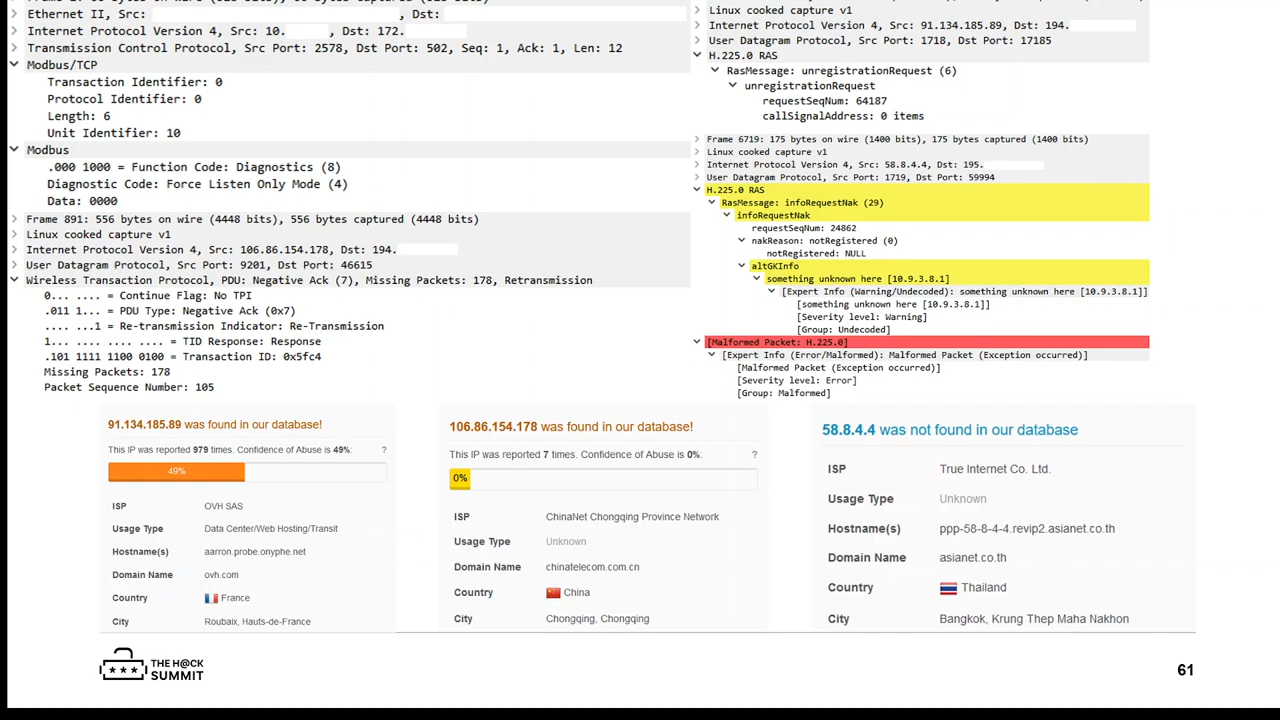 Ethernet II, Src: , Dst:
Internet Protocol Version 4, Src: 10. , Dst: 172.
Transmission Control Protocol, Src Port: 2578, Dst Port: 502, Seq: 1, Ack: 1, Len: 12
Modbus/TCP
Transaction Identifier: 0
Protocol Identifier: 0
Length: 6
Unit Identifier: 10
Modbus
.000 1000 = Function Code: Diagnostics (8)
Diagnostic Code: Force Listen Only Mode (4)
Data: 0000
Frame 891: 556 bytes on wire (4448 bits), 556 bytes captured (4448 bits)
Linux cooked capture v1
Internet Protocol Version 4, Src: 106.86.154.178, Dst: 194.
User Datagram Protocol, Src Port: 9201, Dst Port: 46615
Wireless Transaction Protocol, PDU: Negative Ack (7), Missing Packets: 178, Retransmission
0... .... = Continue Flag: No TPI
.011 1... = PDU Type: Negative Ack (0x7)
.... ...1 = Re-transmission Indicator: Re-Transmission
1... .... .... .... = TID Response: Response
.101 1111 1100 0100 = Transaction ID: 0x5fc4
Missing Packets: 178
Packet Sequence Number: 105
Linux cooked capture v1
Internet Protocol Version 4, Src: 91.134.185.89, Dst: 194.
User Datagram Protocol, Src Port: 1718, Dst Port: 17185
H.225.0 RAS
RasMessage: unregistrationRequest (6)
unregistrationRequest
requestSeqNum: 64187
callSignalAddress: 0 items
Frame 6719: 175 bytes on wire (1400 bits), 175 bytes captured (1400 bits)
Linux cooked capture v1
Internet Protocol Version 4, Src: 58.8.4.4, Dst: 195.
User Datagram Protocol, Src Port: 1719, Dst Port: 59994
H.225.0 RAS
RasMessage: infoRequestNak (29)
infoRequestNak
requestSeqNum: 24862
nakReason: notRegistered (0)
notRegistered: NULL
altGKInfo
something unknown here [10.9.3.8.1]
[Expert Info (Warning/Undecoded): something unknown here [10.9.3.8.1]]
[something unknown here [10.9.3.8.1]]
[Severity level: Warning]
[Group: Undecoded]
[Malformed Packet: H.225.0]
[Expert Info (Error/Malformed): Malformed Packet (Exception occurred)]
[Malformed Packet (Exception occurred)]
[Severity level: Error]
[Group: Malformed]
91.134.185.89 was found in our database!
This IP was reported 979 times. Confidence of Abuse is 49%: ?
49%
ISP OVH SAS
Usage Type Data Center/Web Hosting/Transit
Hostname(s) aarron.probe.onyphe.net
Domain Name ovh.com
Country France
City Roubaix, Hauts-de-France
106.86.154.178 was found in our database!
This IP was reported 7 times. Confidence of Abuse is 0%: ?
0%
ISP ChinaNet Chongqing Province Network
Usage Type Unknown
Domain Name chinatelecom.com.cn
Country China
City Chongqing, Chongqing
58.8.4.4 was not found in our database
ISP True Internet Co. Ltd.
Usage Type Unknown
Hostname(s) ppp-58-8-4-4.revip2.asianet.co.th
Domain Name asianet.co.th
Country Thailand
City Bangkok, Krung Thep Maha Nakhon
THE H@CK
SUMMIT
61